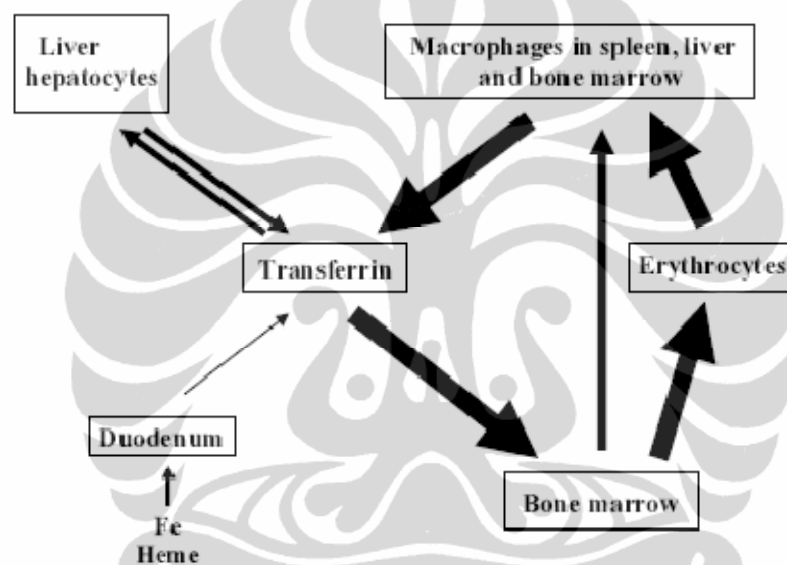 Liver
hepatocytes
Macrophages in spleen, liver
and bone marrow
Transferrin
Erythrocytes
Duodenum
Bone marrow
Fe
Heme